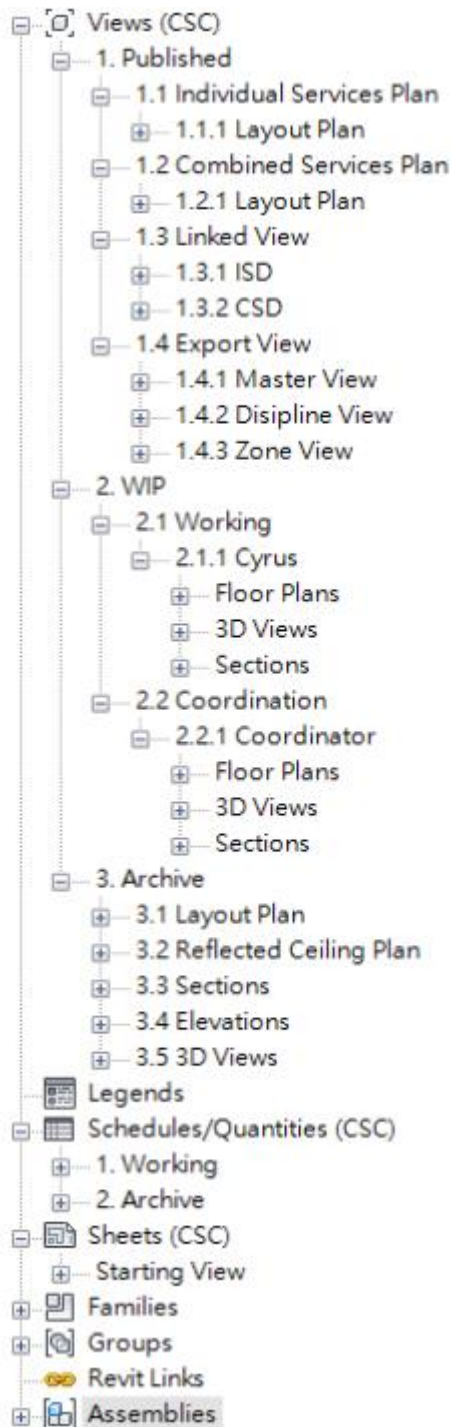 Views (CSC)
1. Published
1.1 Individual Services Plan
1.1.1 Layout Plan
1.2 Combined Services Plan
1.2.1 Layout Plan
1.3 Linked View
1.3.1 ISD
1.3.2 CSD
1.4 Export View
1.4.1 Master View
1.4.2 Disipline View
1.4.3 Zone View
2. WIP
2.1 Working
2.1.1 Cyrus
Floor Plans
3D Views
Sections
2.2 Coordination
2.2.1 Coordinator
Floor Plans
3D Views
Sections
3. Archive
3.1 Layout Plan
3.2 Reflected Ceiling Plan
3.3 Sections
3.4 Elevations
3.5 3D Views
Legends
Schedules/Quantities (CSC)
1. Working
2. Archive
Sheets (CSC)
Starting View
Families
Groups
Revit Links
Assemblies